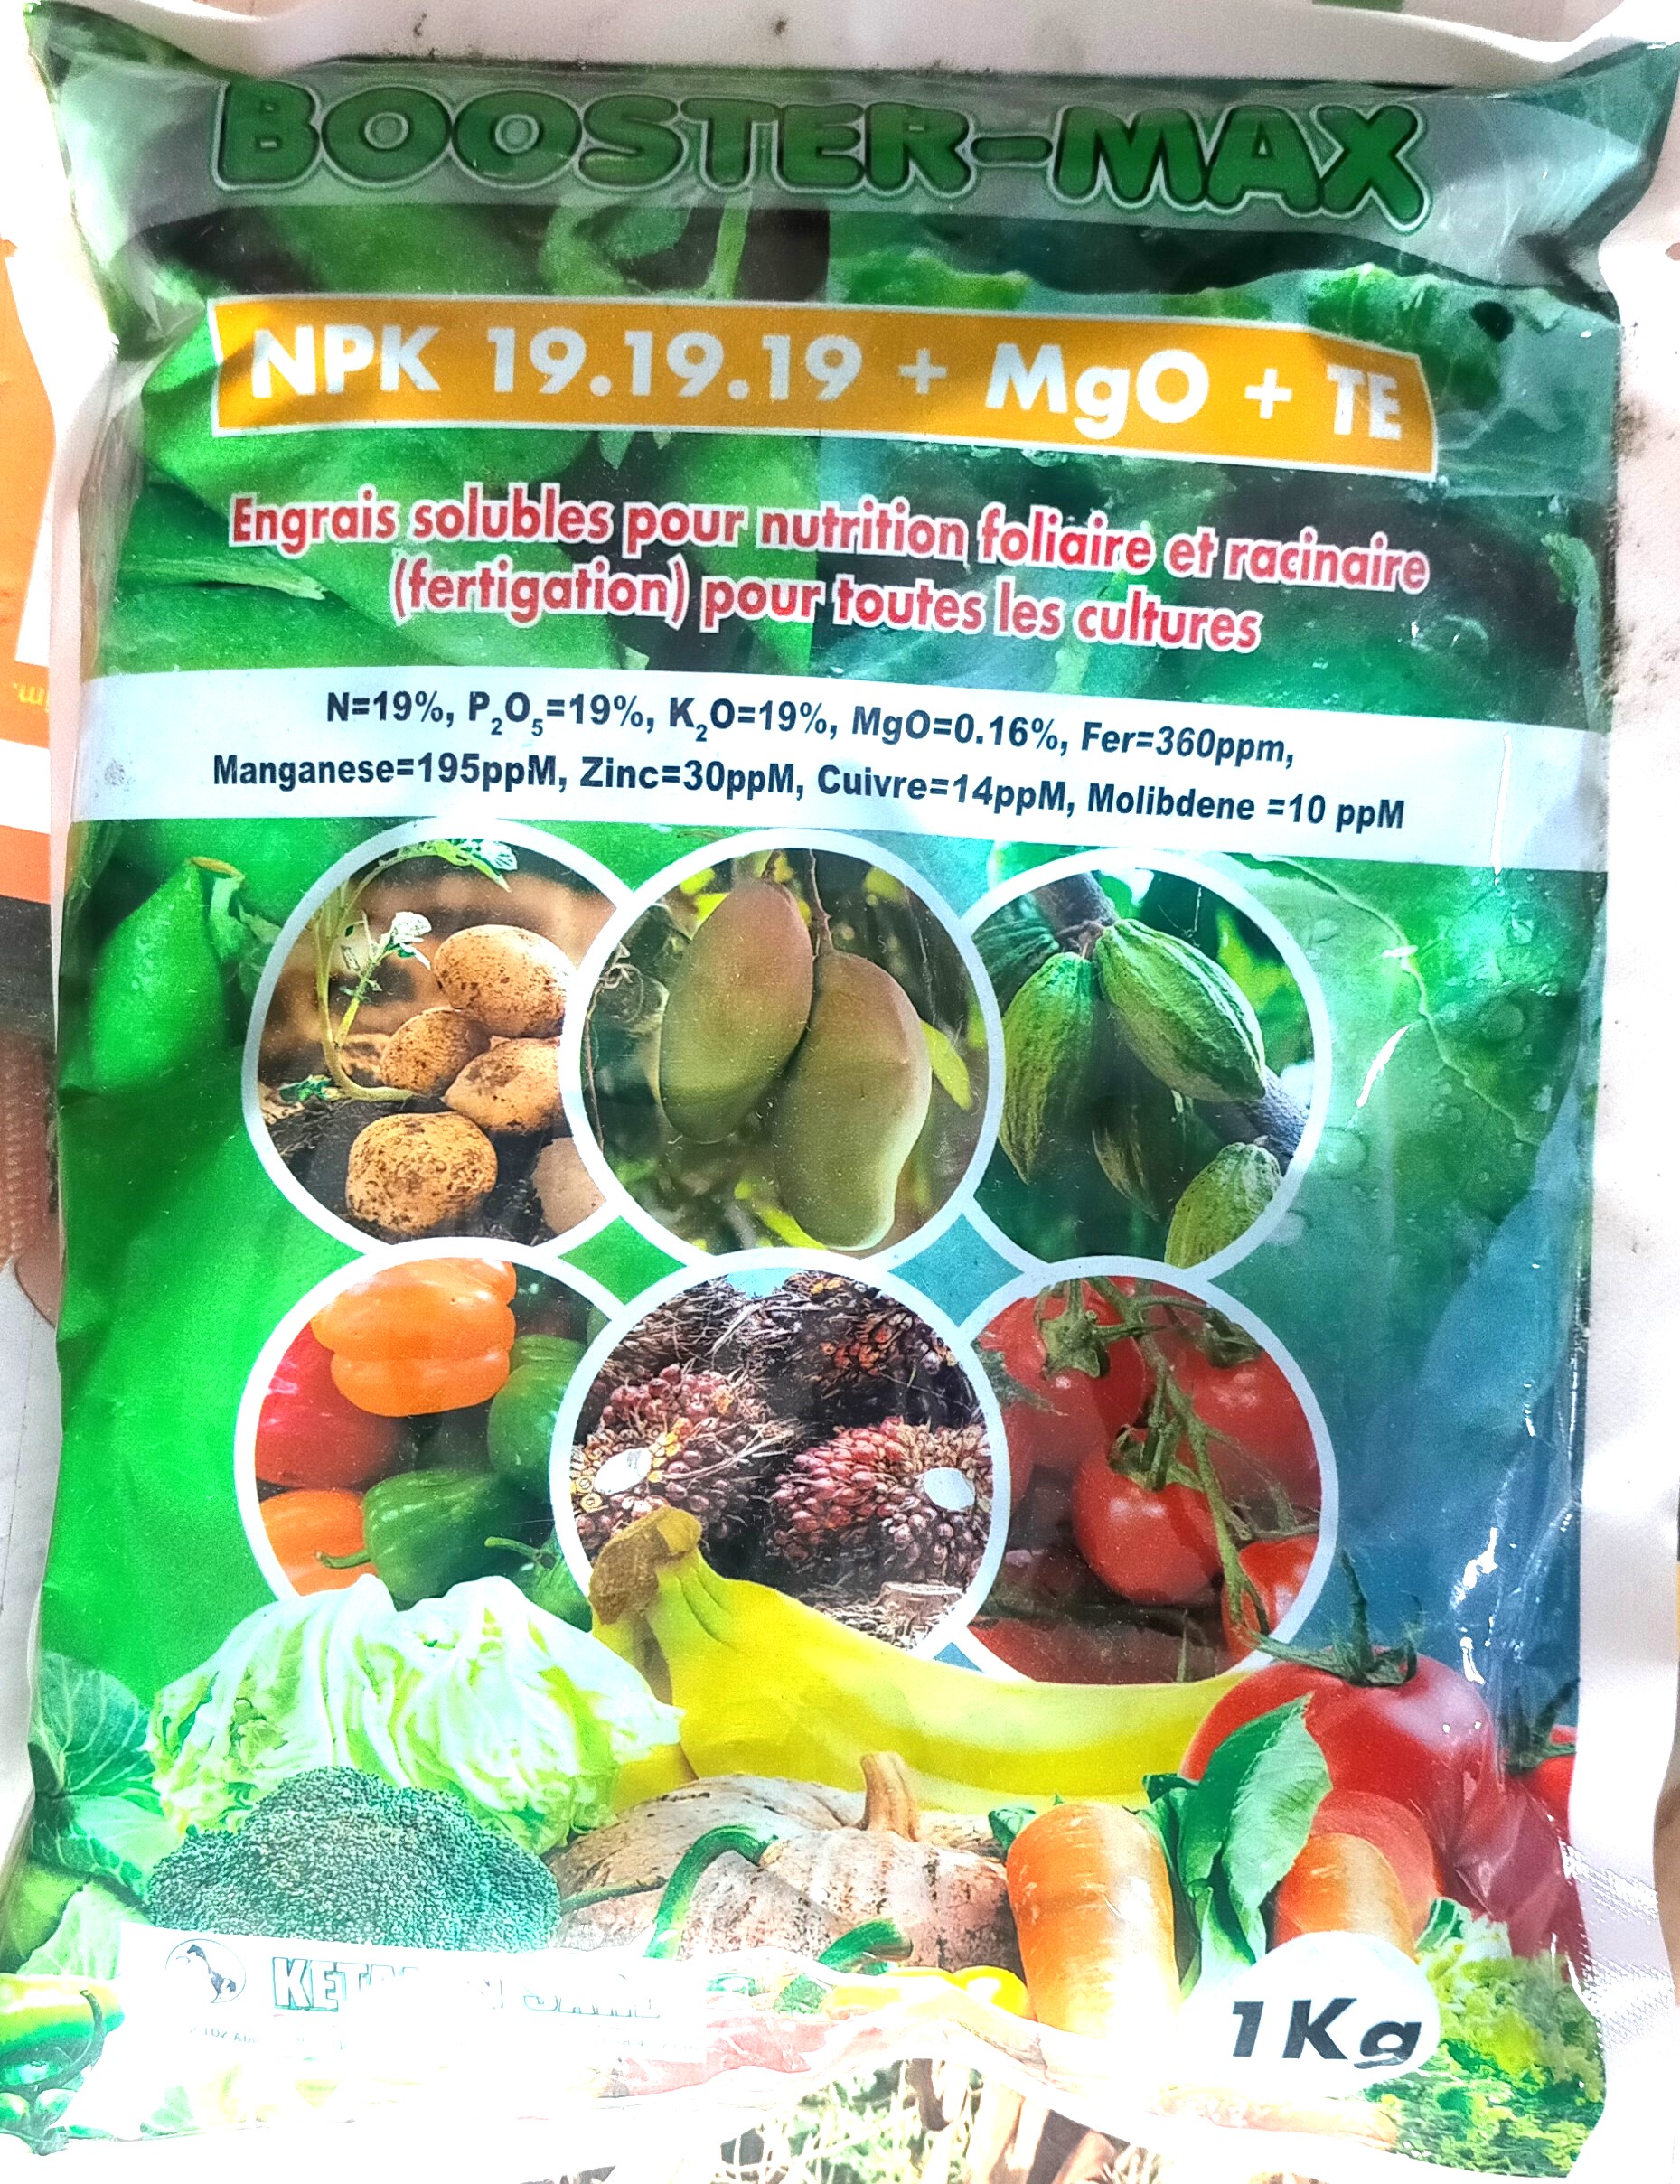 BOOSTER-MAX
NPK 19.19.19 + MgO + TE
Engrais solubles pour nutrition foliaire et racinaire
(fertigation) pour toutes les cultures
N=19%, P₂O₅=19%, K₂O=19%, MgO=0.16%, Fer=360ppm,
Manganese=195ppM, Zinc=30ppM, Cuivre=14ppM, Molibdene =10 ppM
1Kg